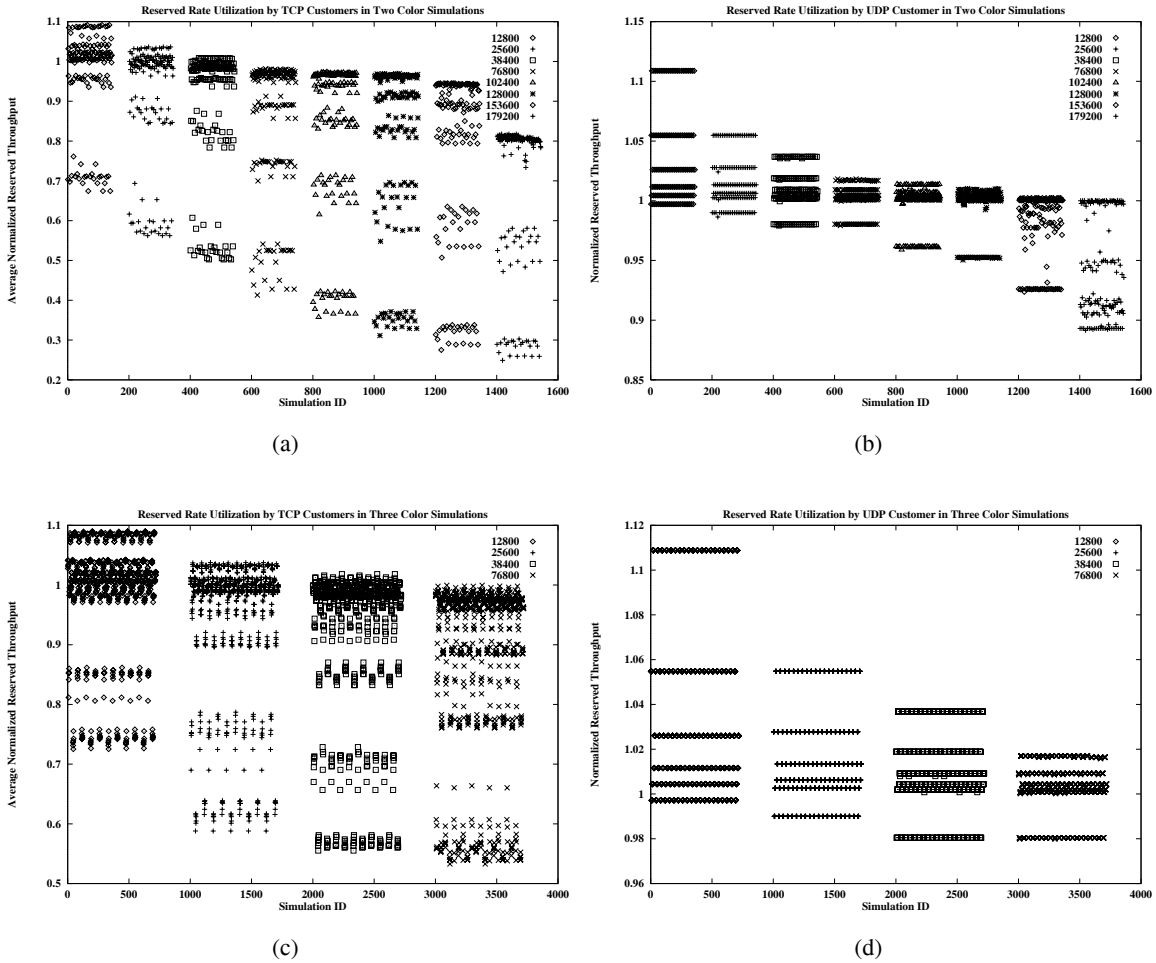 Reserved Rate Utilization by TCP Customers in Two Color Simulations
Average Normalized Reserved Throughput
1.1
1
0.9
0.8
0.7
0.6
0.5
0.4
0.3
0.2
0 200 400 600 800 1000 1200 1400 1600
Simulation ID
12800
25600
38400
76800
102400
128000
153600
179200
(a)
Reserved Rate Utilization by UDP Customer in Two Color Simulations
Normalized Reserved Throughput
1.15
1.1
1.05
1
0.95
0.9
0.85
0 200 400 600 800 1000 1200 1400 1600
Simulation ID
12800
25600
38400
76800
102400
128000
153600
179200
(b)
Reserved Rate Utilization by TCP Customers in Three Color Simulations
Average Normalized Reserved Throughput
1.1
1
0.9
0.8
0.7
0.6
0.5
0 500 1000 1500 2000 2500 3000 3500 4000
Simulation ID
12800
25600
38400
76800
(c)
Reserved Rate Utilization by UDP Customer in Three Color Simulations
Normalized Reserved Throughput
1.12
1.1
1.08
1.06
1.04
1.02
1
0.98
0.96
0 500 1000 1500 2000 2500 3000 3500 4000
Simulation ID
12800
25600
38400
76800
(d)